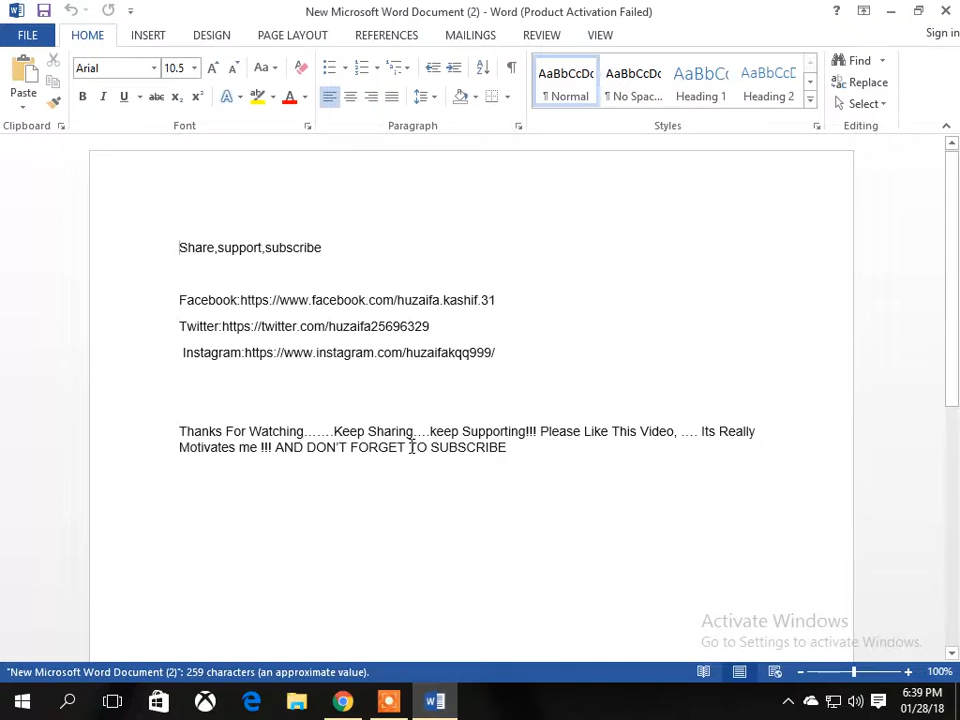 New Microsoft Word Document (2) - Word (Product Activation Failed)
FILE HOME INSERT DESIGN PAGE LAYOUT REFERENCES MAILINGS REVIEW VIEW Sign in
Paste
Arial 10.5
AaBbCcDc AaBbCcDc AaBbCc AaBbCcD
¶ Normal ¶ No Spac... Heading 1 Heading 2
Find
Replace
Select
Clipboard Font Paragraph Styles Editing
Share,support,subscribe
Facebook:https://www.facebook.com/huzaifa.kashif.31
Twitter:https://twitter.com/huzaifa25696329
Instagram:https://www.instagram.com/huzaifakqq999/
Thanks For Watching…….Keep Sharing….keep Supporting!!! Please Like This Video, …. Its Really
Motivates me !!! AND DON'T FORGET TO SUBSCRIBE
Activate Windows
Go to Settings to activate Windows.
"New Microsoft Word Document (2)": 259 characters (an approximate value). 100%
6:39 PM
01/28/18